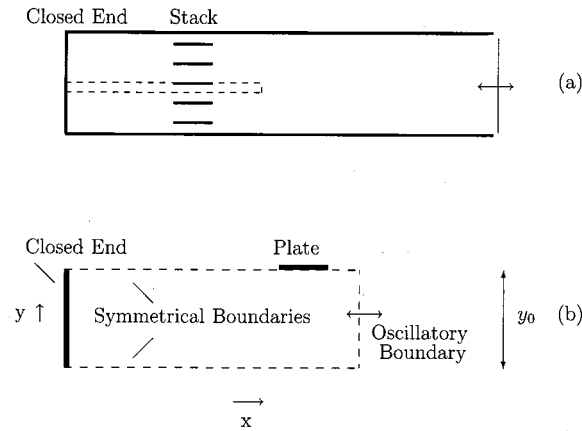 Closed End
Stack
(a)
Closed End
Plate
y ↑
Symmetrical Boundaries
Oscillatory
Boundary
y₀
(b)
→
x